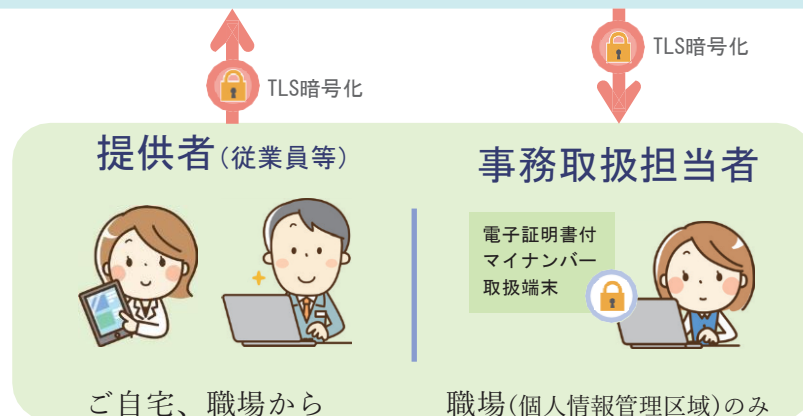 TLS暗号化
TLS暗号化
提供者(従業員等)
事務取扱担当者
電子証明書付
マイナンバー
取扱端末
ご自宅、職場から
職場(個人情報管理区域)のみ